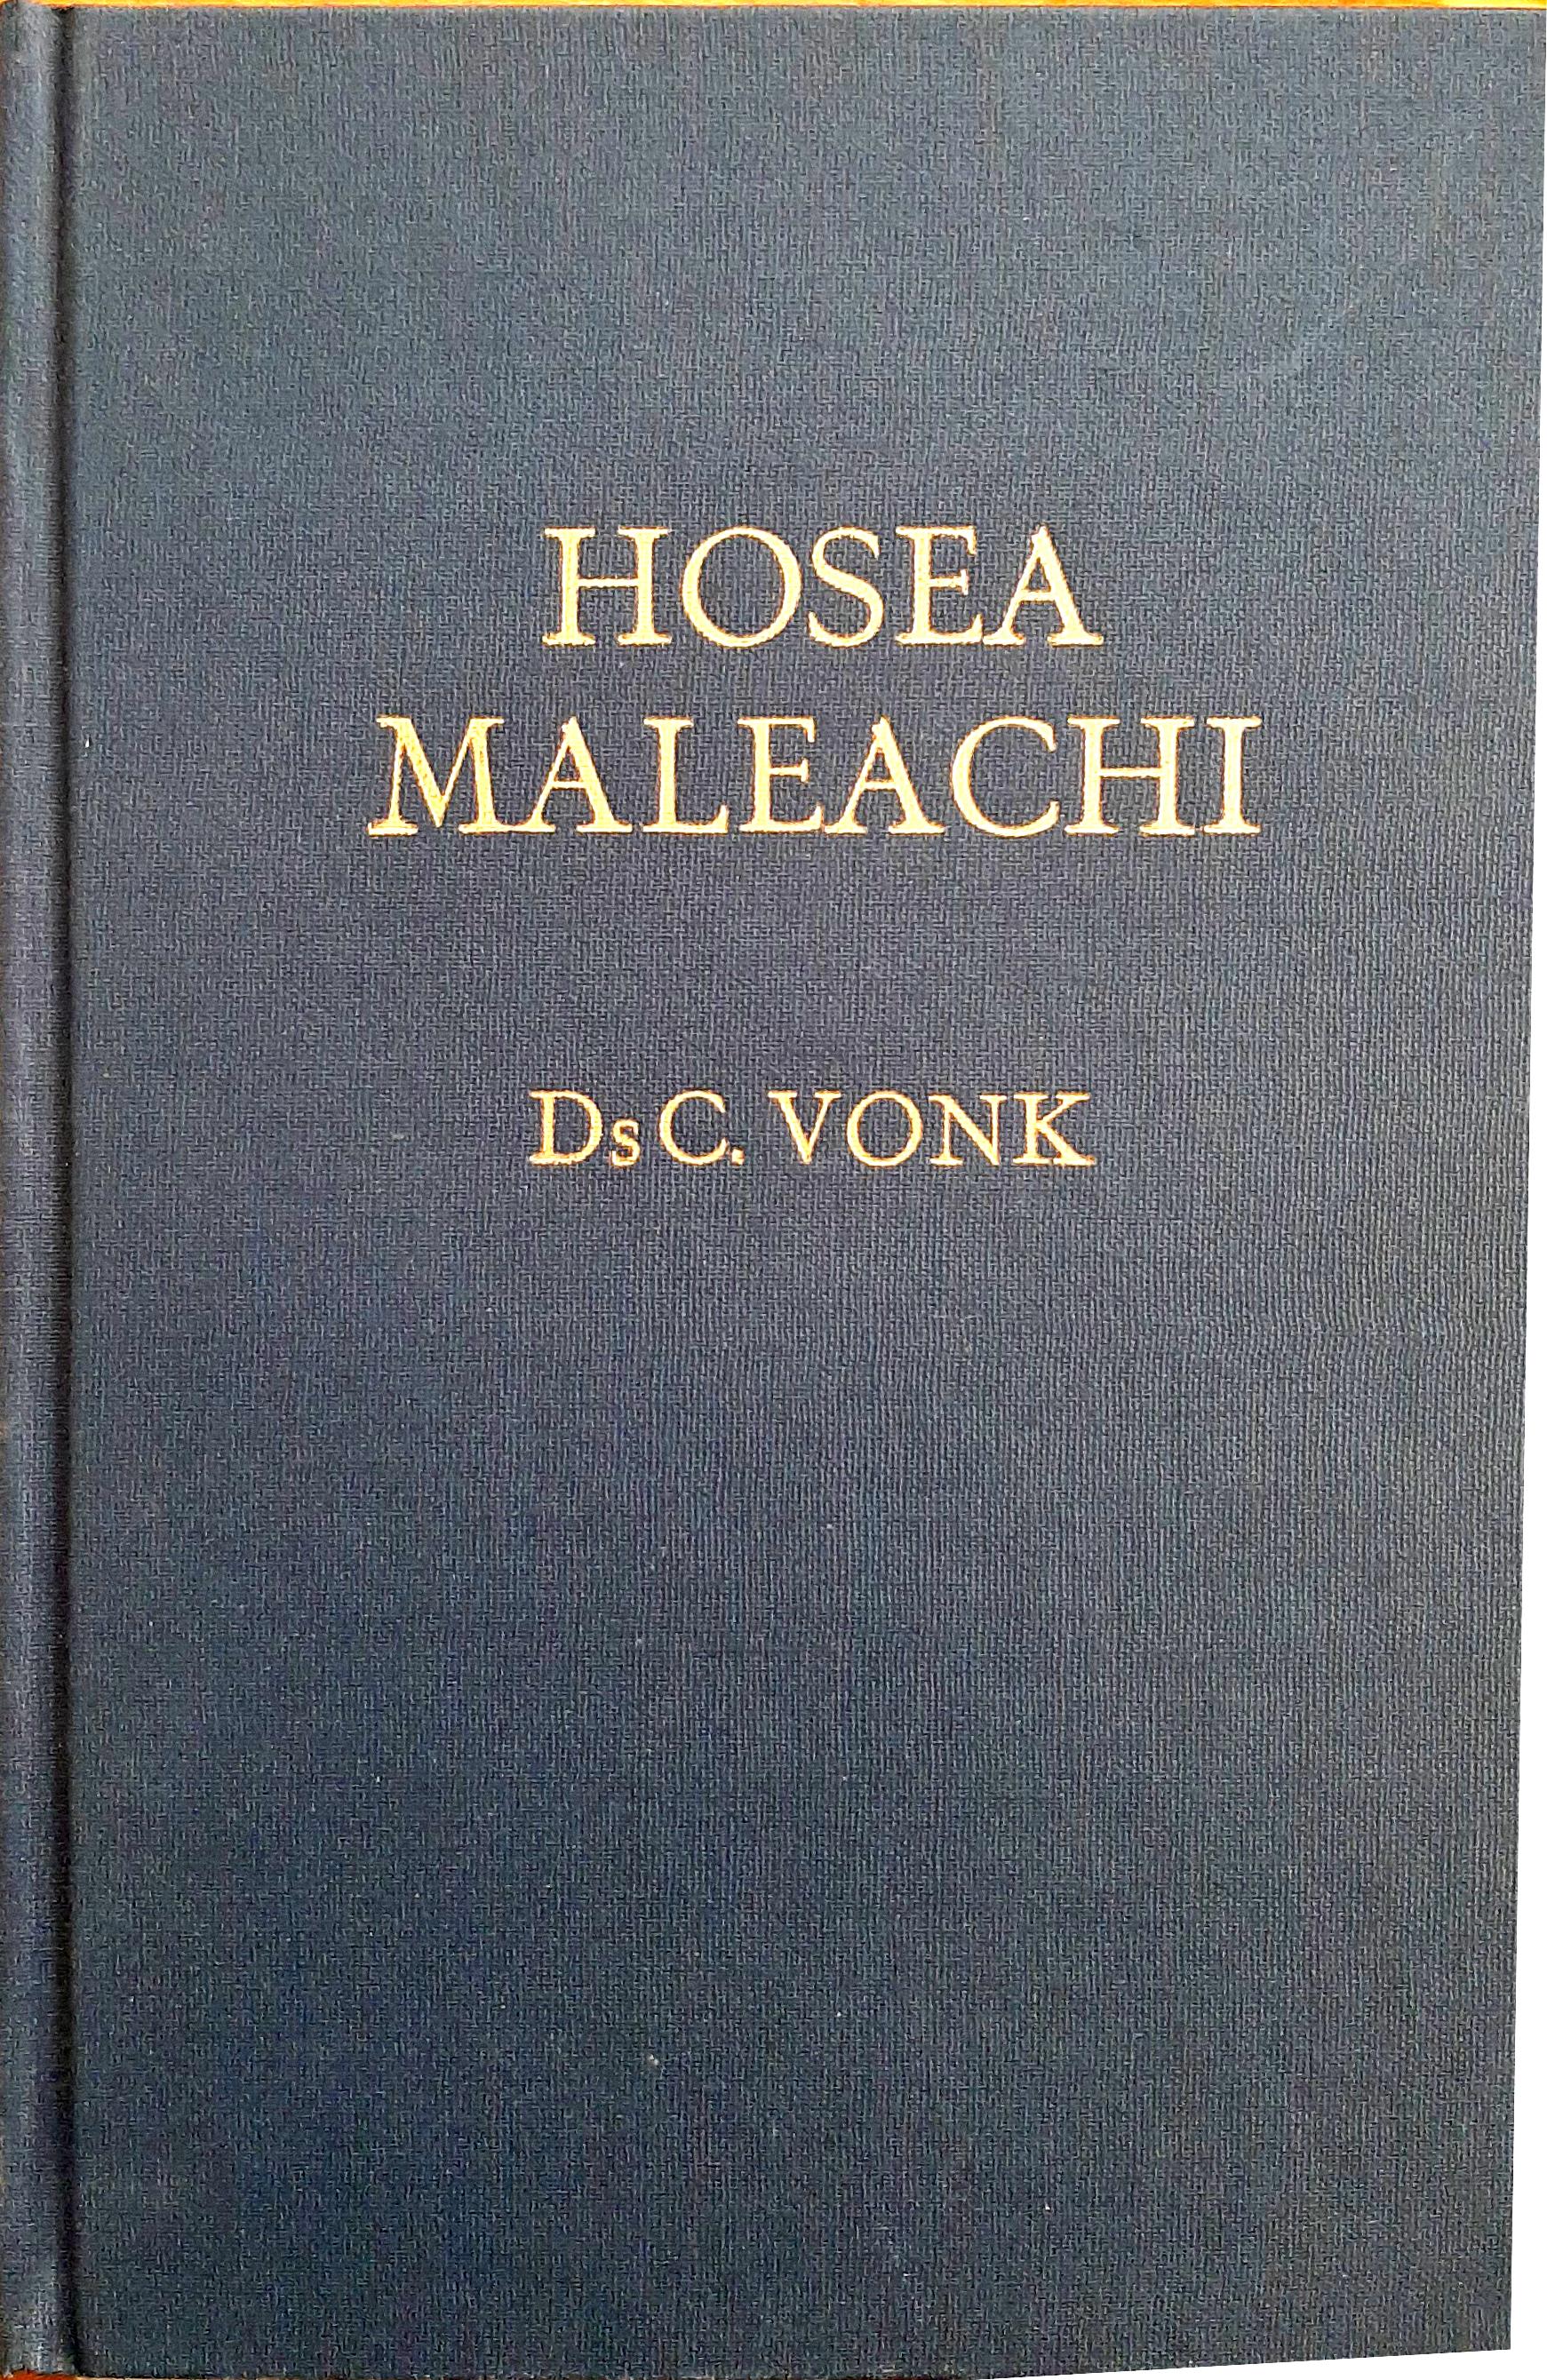 HOSEA
MALEACHI
Ds C. VONK